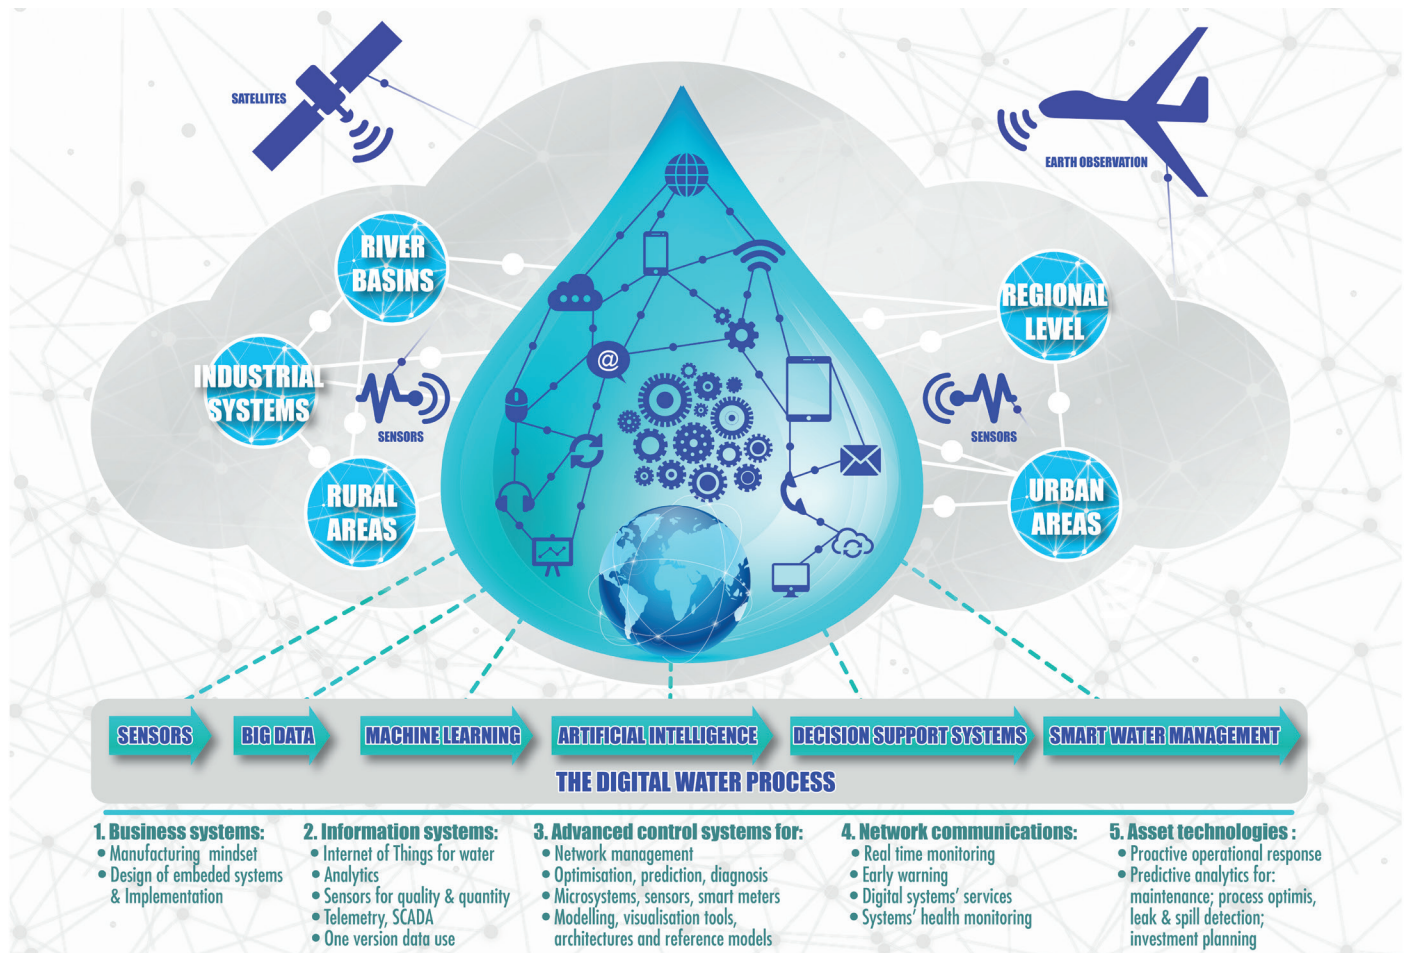 SATELLITES
EARTH OBSERVATION
RIVER
BASINS
REGIONAL
LEVEL
INDUSTRIAL
SYSTEMS
SENSORS
SENSORS
RURAL
AREAS
URBAN
AREAS
@
SENSORS
BIG DATA
MACHINE LEARNING
ARTIFICIAL INTELLIGENCE
DECISION SUPPORT SYSTEMS
SMART WATER MANAGEMENT
THE DIGITAL WATER PROCESS
1. Business systems:
• Manufacturing mindset
• Design of embeded systems
& Implementation
2. Information systems:
• Internet of Things for water
• Analytics
• Sensors for quality & quantity
• Telemetry, SCADA
• One version data use
3. Advanced control systems for:
• Network management
• Optimisation, prediction, diagnosis
• Microsystems, sensors, smart meters
• Modelling, visualisation tools,
architectures and reference models
4. Network communications:
• Real time monitoring
• Early warning
• Digital systems' services
• Systems' health monitoring
5. Asset technologies :
• Proactive operational response
• Predictive analytics for:
maintenance; process optimis,
leak & spill detection;
investment planning